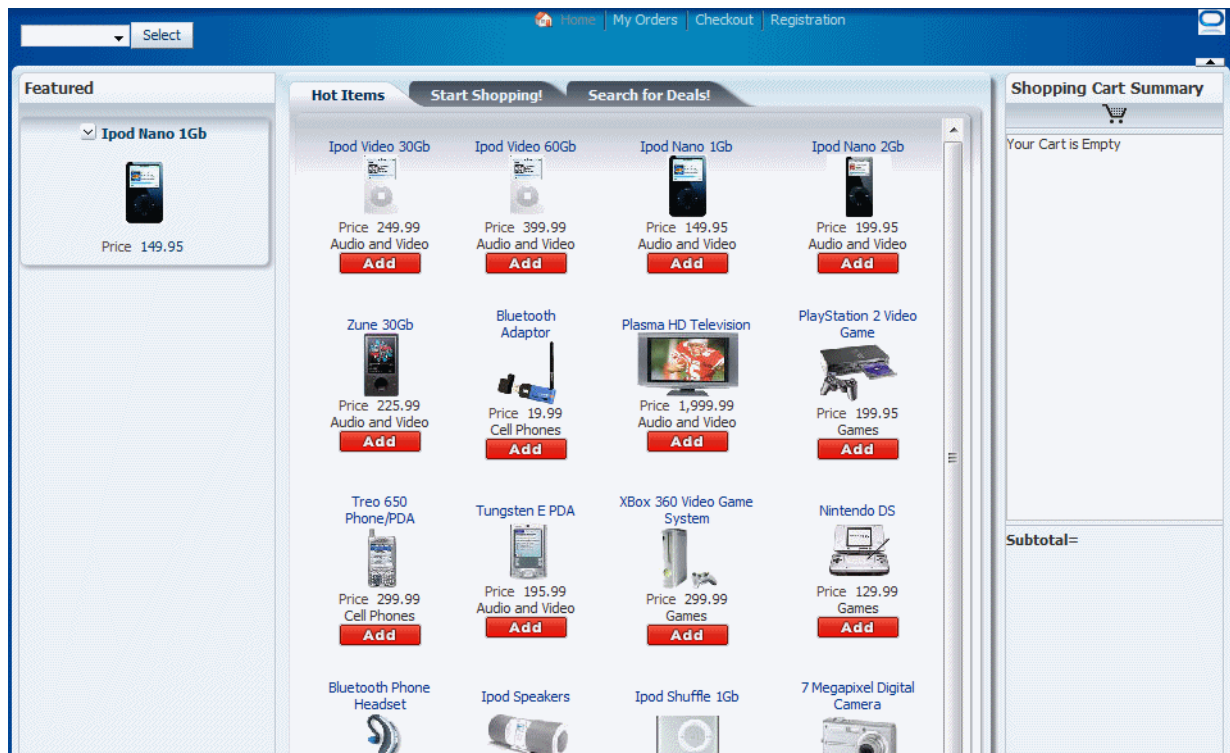 Select
Home
My Orders
Checkout
Registration
Featured
Ipod Nano 1Gb
Price 149.95
Hot Items
Start Shopping!
Search for Deals!
Ipod Video 30Gb
Price 249.99
Audio and Video
Add
Ipod Video 60Gb
Price 399.99
Audio and Video
Add
Ipod Nano 1Gb
Price 149.95
Audio and Video
Add
Ipod Nano 2Gb
Price 199.95
Audio and Video
Add
Zune 30Gb
Price 225.99
Audio and Video
Add
Bluetooth
Adaptor
Price 19.99
Cell Phones
Add
Plasma HD Television
Price 1,999.99
Audio and Video
Add
PlayStation 2 Video
Game
Price 199.95
Games
Add
Treo 650
Phone/PDA
Price 299.99
Cell Phones
Add
Tungsten E PDA
Price 195.99
Audio and Video
Add
XBox 360 Video Game
System
Price 299.99
Games
Add
Nintendo DS
Price 129.99
Games
Add
Bluetooth Phone
Headset
Ipod Speakers
Ipod Shuffle 1Gb
7 Megapixel Digital
Camera
Shopping Cart Summary
Your Cart is Empty
Subtotal=